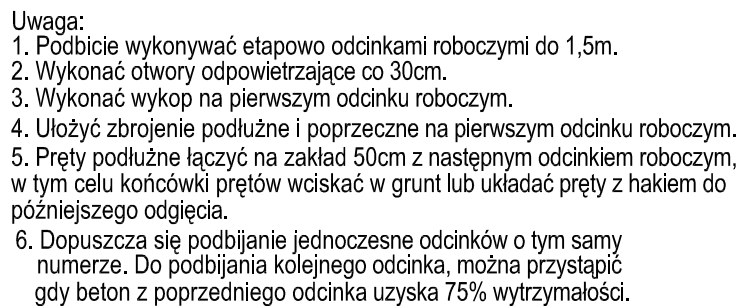 Uwaga:
1. Podbicie wykonywać etapowo odcinkami roboczymi do 1,5m.
2. Wykonać otwory odpowietrzające co 30cm.
3. Wykonać wykop na pierwszym odcinku roboczym.
4. Ułożyć zbrojenie podłużne i poprzeczne na pierwszym odcinku roboczym.
5. Pręty podłużne łączyć na zakład 50cm z następnym odcinkiem roboczym,
w tym celu końcówki prętów wciskać w grunt lub układać pręty z hakiem do
późniejszego odgięcia.
6. Dopuszcza się podbijanie jednoczesne odcinków o tym samy
numerze. Do podbijania kolejnego odcinka, można przystąpić
gdy beton z poprzedniego odcinka uzyska 75% wytrzymałości.